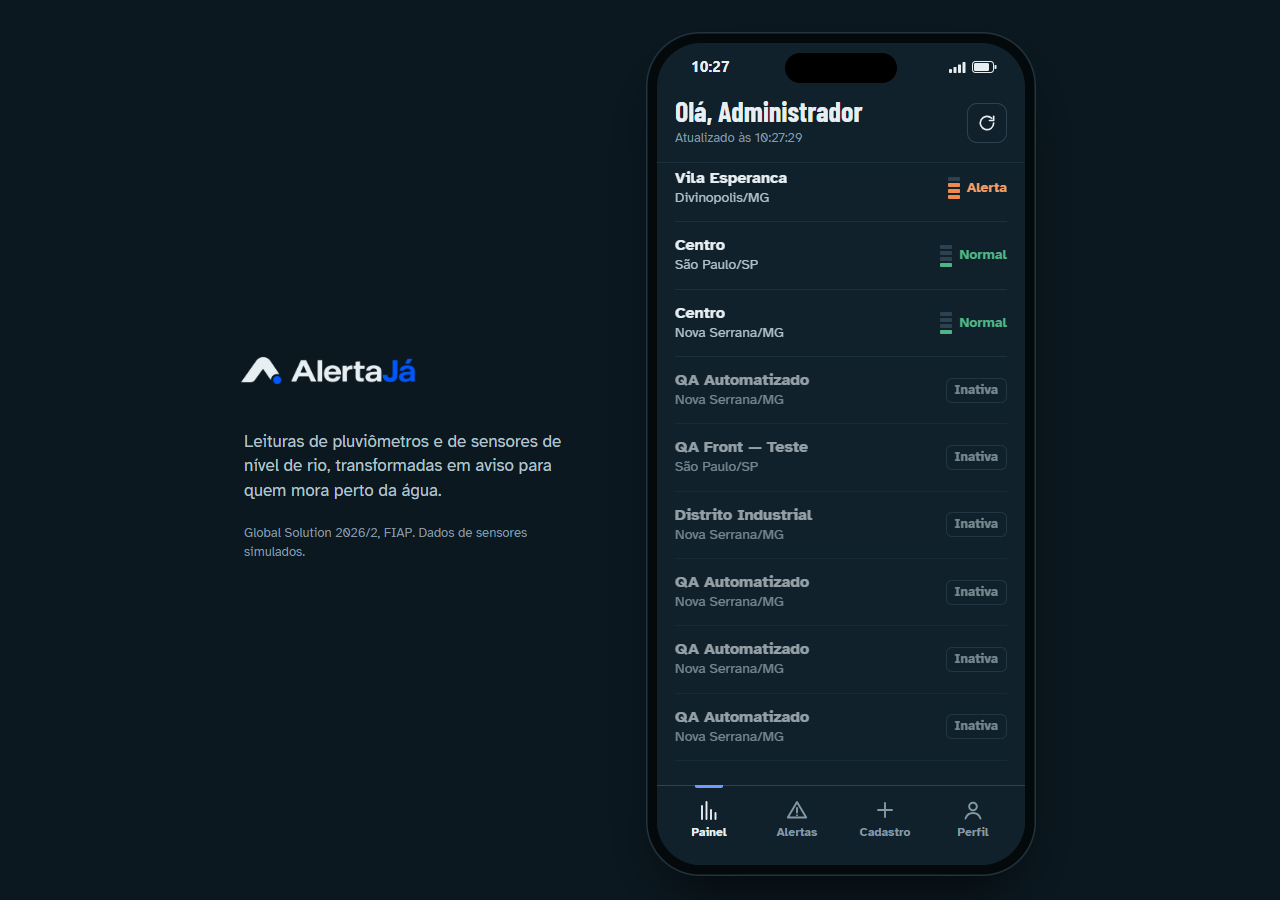 AlertaJá
Leituras de pluviômetros e de sensores de
nível de rio, transformadas em aviso para
quem mora perto da água.
Global Solution 2026/2, FIAP. Dados de sensores
simulados.
10:27
Olá, Administrador
Atualizado às 10:27:29
Vila Esperanca
Divinopolis/MG
Alerta
Centro
São Paulo/SP
Normal
Centro
Nova Serrana/MG
Normal
QA Automatizado
Nova Serrana/MG
Inativa
QA Front — Teste
São Paulo/SP
Inativa
Distrito Industrial
Nova Serrana/MG
Inativa
QA Automatizado
Nova Serrana/MG
Inativa
QA Automatizado
Nova Serrana/MG
Inativa
QA Automatizado
Nova Serrana/MG
Inativa
Painel
Alertas
Cadastro
Perfil